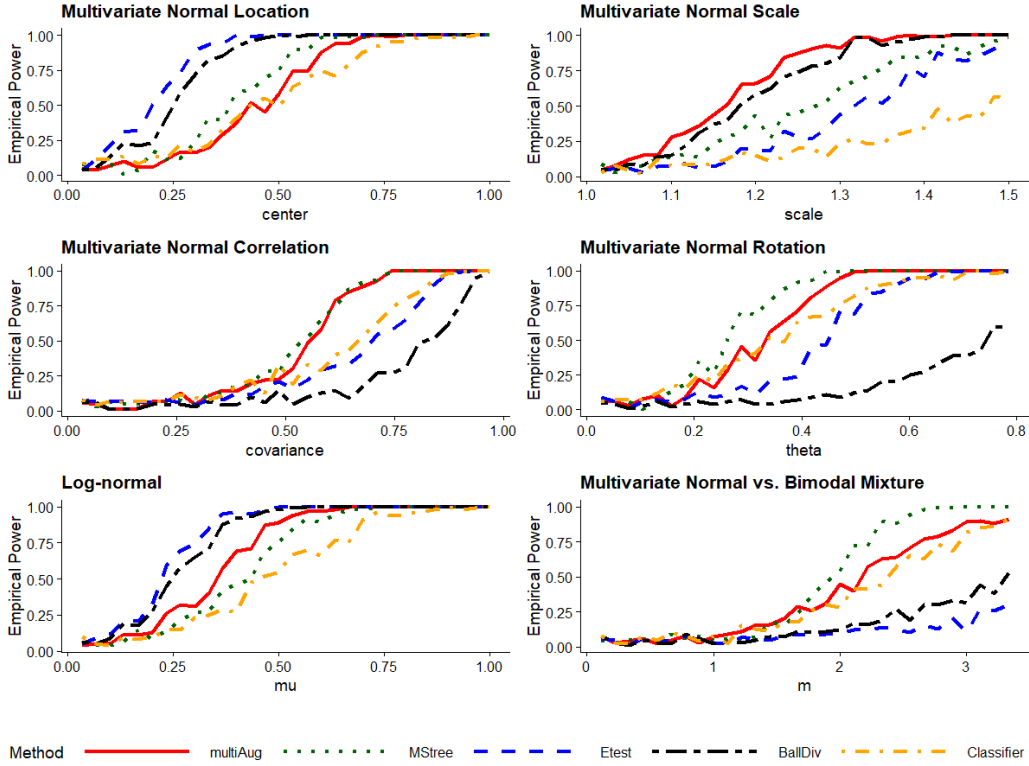 Multivariate Normal Location
Empirical Power
1.00
0.75
0.50
0.25
0.00
0.00 0.25 0.50 0.75 1.00
center
Multivariate Normal Scale
Empirical Power
1.00
0.75
0.50
0.25
0.00
1.0 1.1 1.2 1.3 1.4 1.5
scale
Multivariate Normal Correlation
Empirical Power
1.00
0.75
0.50
0.25
0.00
0.00 0.25 0.50 0.75 1.00
covariance
Multivariate Normal Rotation
Empirical Power
1.00
0.75
0.50
0.25
0.00
0.0 0.2 0.4 0.6 0.8
theta
Log-normal
Empirical Power
1.00
0.75
0.50
0.25
0.00
0.00 0.25 0.50 0.75 1.00
mu
Multivariate Normal vs. Bimodal Mixture
Empirical Power
1.00
0.75
0.50
0.25
0.00
0 1 2 3
m
Method multiAug MStree Etest BallDiv Classifier